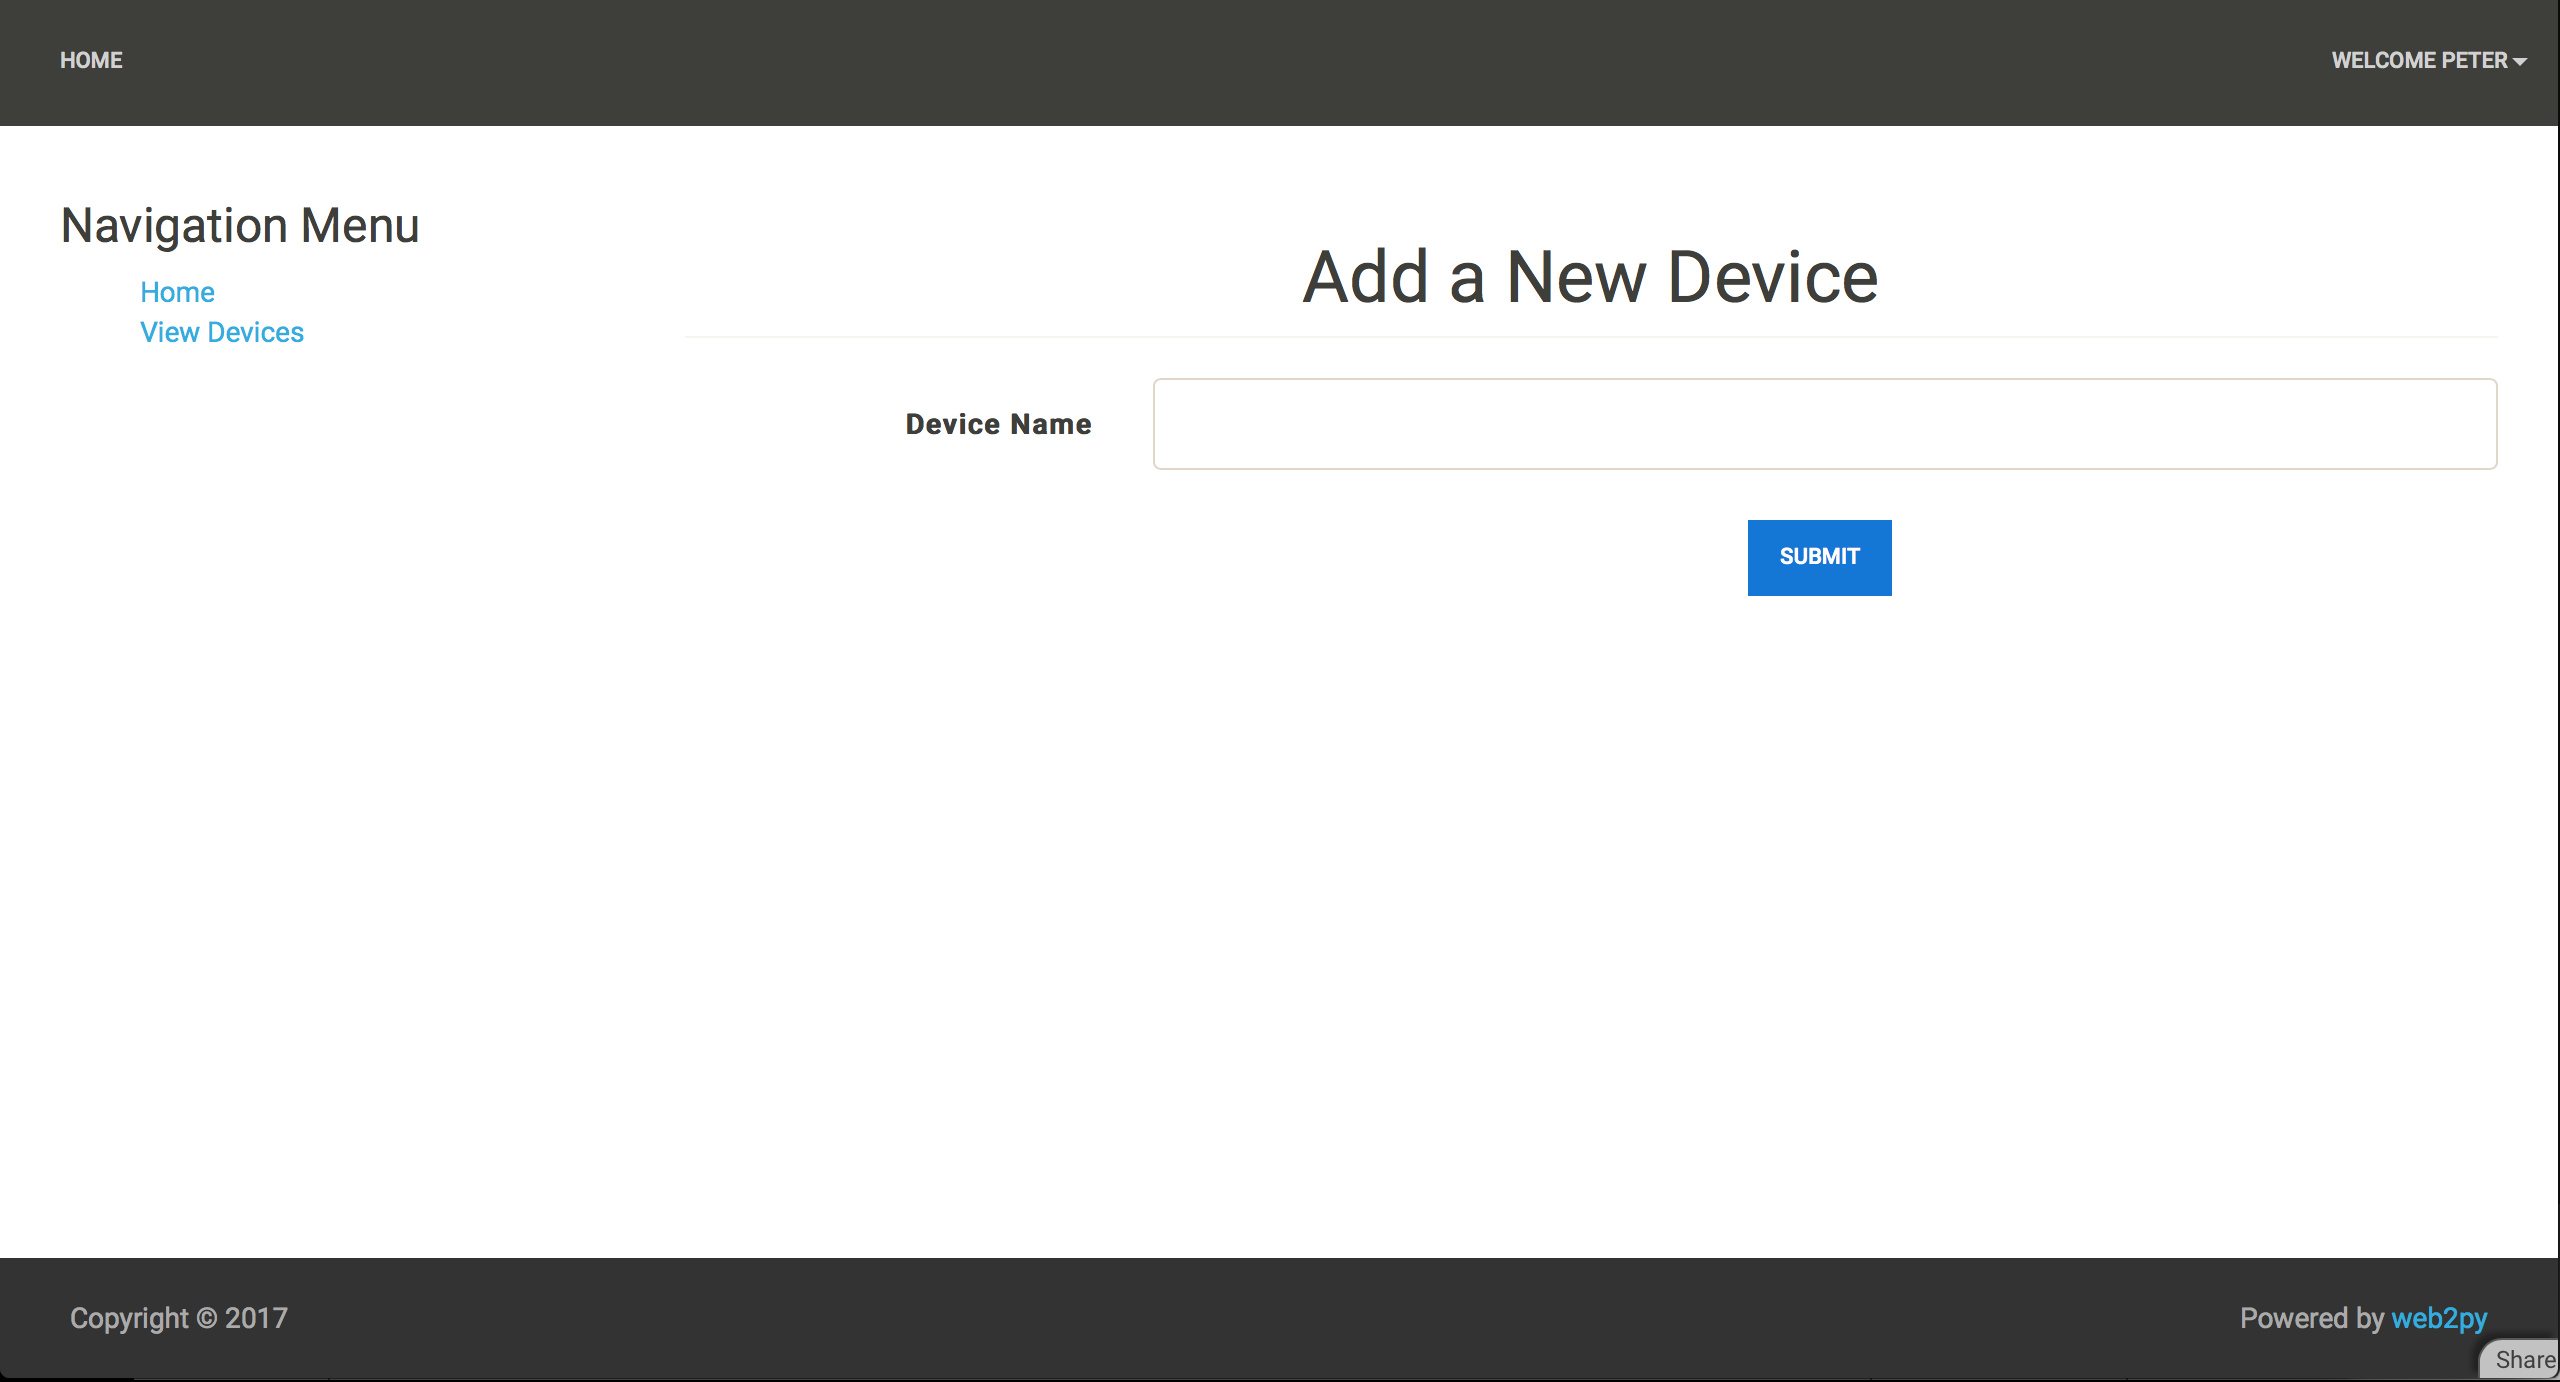 HOME
WELCOME PETER
Navigation Menu
Home
View Devices
Add a New Device
Device Name
SUBMIT
Copyright © 2017
Powered by web2py
Share